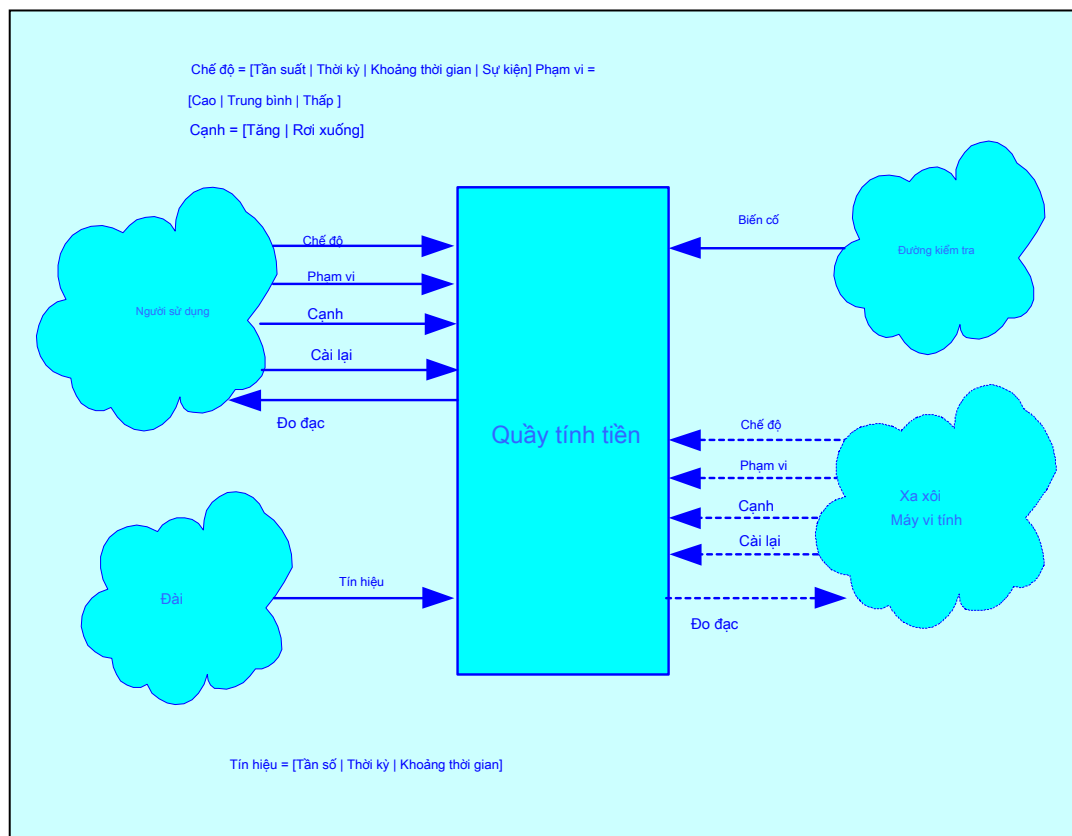 Chế độ = [Tần suất | Thời kỳ | Khoảng thời gian | Sự kiện] Phạm vi =
[Cao | Trung bình | Thấp ]
Cạnh = [Tăng | Rơi xuống]
Chế độ
Phạm vi
Cạnh
Cài lại
Đo đạc
Người sử dụng
Quầy tính tiền
Biến cố
Đường kiểm tra
Chế độ
Phạm vi
Cạnh
Cài lại
Đo đạc
Xa xôi
Máy vi tính
Đài
Tín hiệu
Tín hiệu = [Tần số | Thời kỳ | Khoảng thời gian]